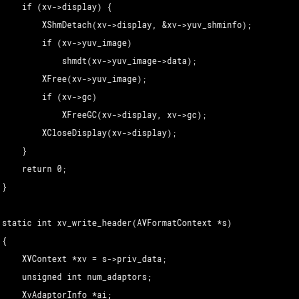 if (xv->display) {
XShmDetach(xv->display, &xv->yuv_shminfo);
if (xv->yuv_image)
shmdt(xv->yuv_image->data);
XFree(xv->yuv_image);
if (xv->gc)
XFreeGC(xv->display, xv->gc);
XCloseDisplay(xv->display);
}
return 0;
}
static int xv_write_header(AVFormatContext *s)
{
XVContext *xv = s->priv_data;
unsigned int num_adaptors;
XvAdaptorInfo *ai;